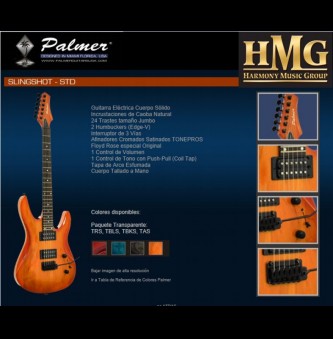 Palmer®
DESIGNED IN MIAMI FLORIDA, USA
HMG
HARMONY MUSIC GROUP
SLINGSHOT - STD
Guitarra Eléctrica Cuerpo Sólido
Incrustaciones de Caoba Natural
24 Trastes tamaño Jumbo
2 Humbuckers (Edge-V)
Interruptor de 3 Vías
Afinadores Cromados Satinados TONEPROS
Floyd Rose especial Original
1 Control de Volumen
1 Control de Tono con Push-Pull (Coil Tap)
Tapa de Arce Enfumada
Cuerpo Tallado a Mano
Colores disponibles:
Paquete Transparente:
TRS, TBLS, TBKS, TAS
Bajar imagen de alta resolución
Ir a Tabla de Referencia de Colores Palmer